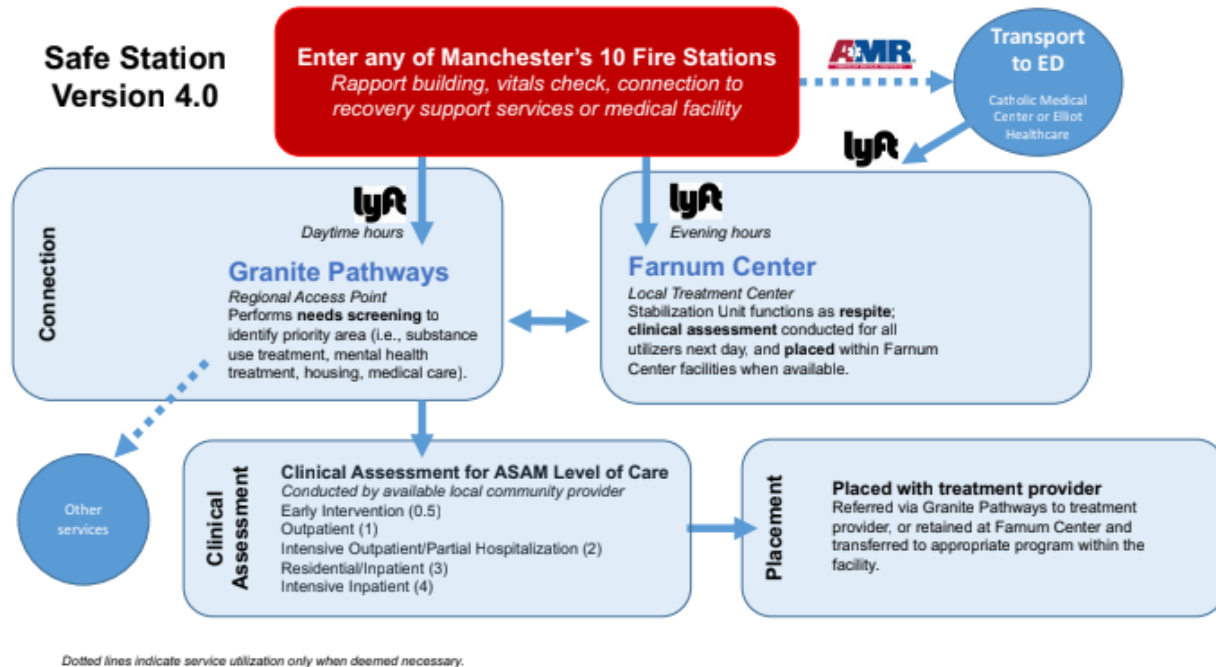 Safe Station
Version 4.0
Enter any of Manchester's 10 Fire Stations
Rapport building, vitals check, connection to
recovery support services or medical facility
AMR
Transport
to ED
Catholic Medical
Center or Elliot
Healthcare
lyft
Connection
lyft
Daytime hours
Granite Pathways
Regional Access Point
Performs needs screening to
identify priority area (i.e., substance
use treatment, mental health
treatment, housing, medical care).
lyft
Evening hours
Farnum Center
Local Treatment Center
Stabilization Unit functions as respite;
clinical assessment conducted for all
utilizers next day, and placed within Farnum
Center facilities when available.
Other
services
Clinical
Assessment
Clinical Assessment for ASAM Level of Care
Conducted by available local community provider
Early Intervention (0.5)
Outpatient (1)
Intensive Outpatient/Partial Hospitalization (2)
Residential/Inpatient (3)
Intensive Inpatient (4)
Placement
Placed with treatment provider
Referred via Granite Pathways to treatment
provider, or retained at Farnum Center and
transferred to appropriate program within the
facility.
Dotted lines indicate service utilization only when deemed necessary.